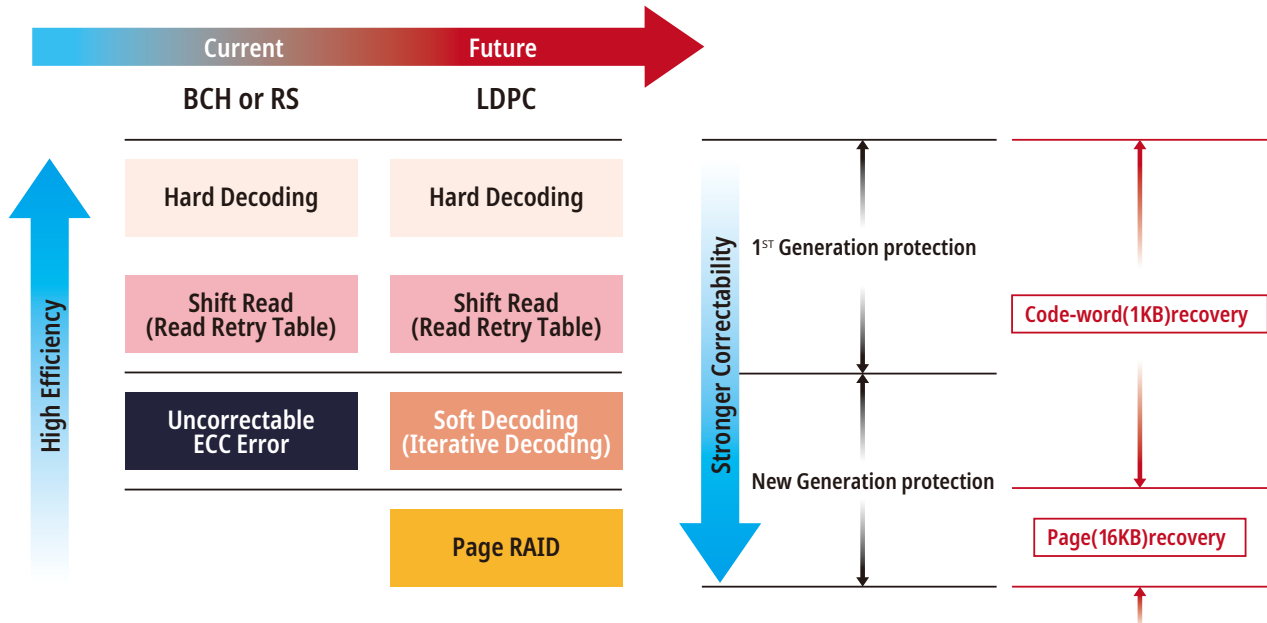 Current
Future
BCH or RS
LDPC
High Efficiency
Hard Decoding
Hard Decoding
Shift Read
(Read Retry Table)
Shift Read
(Read Retry Table)
Uncorrectable
ECC Error
Soft Decoding
(Iterative Decoding)
Page RAID
Stronger Correctability
1ST Generation protection
New Generation protection
Code-word(1KB)recovery
Page(16KB)recovery